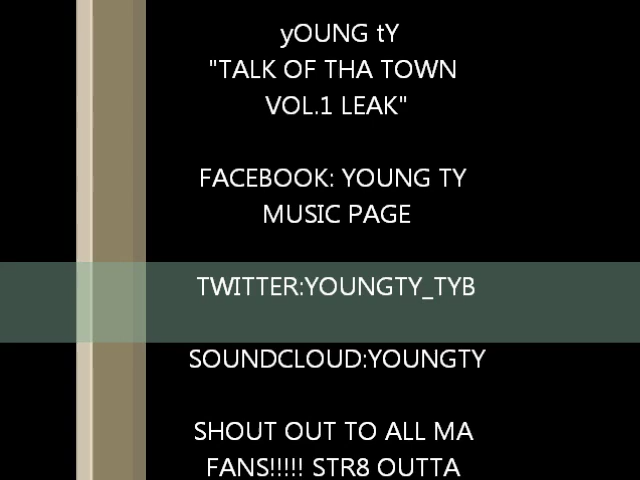 yOUNG tY
"TALK OF THA TOWN
VOL.1 LEAK"
FACEBOOK: YOUNG TY
MUSIC PAGE
TWITTER:YOUNGTY_TYB
SOUNDCLOUD:YOUNGTY
SHOUT OUT TO ALL MA
FANS!!!!! STR8 OUTTA